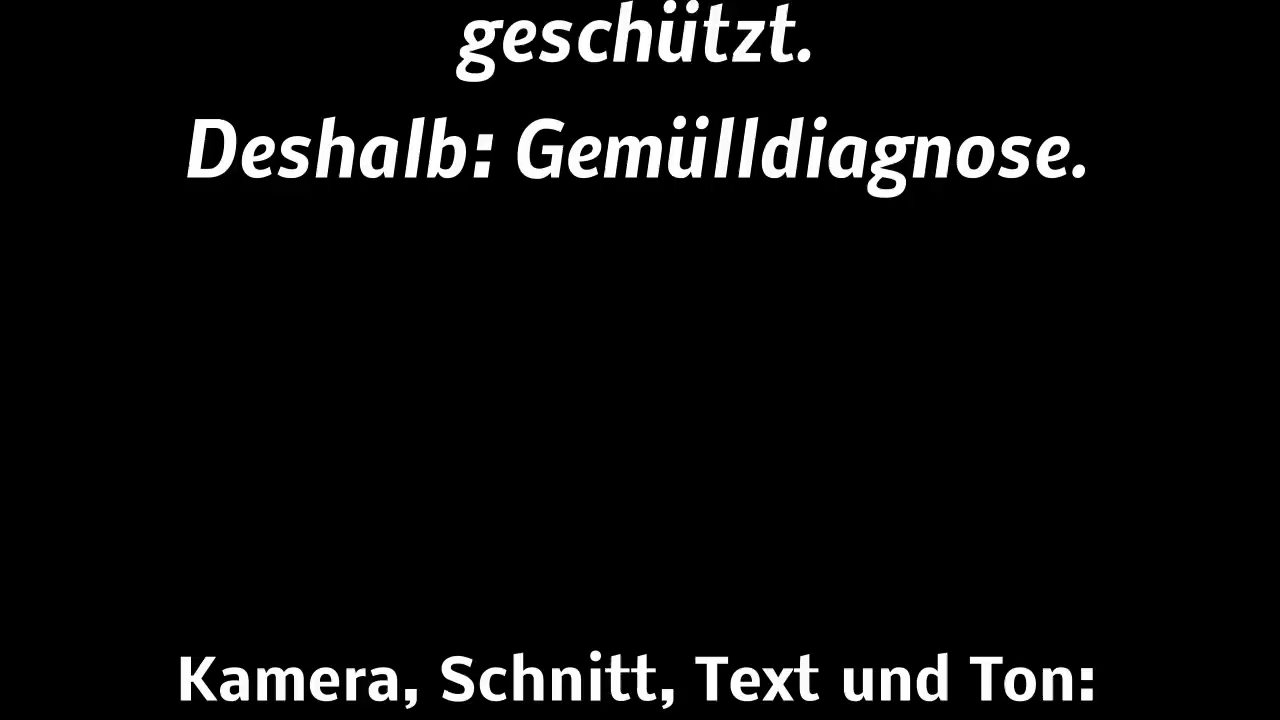 geschützt.
Deshalb: Gemülldiagnose.
Kamera, Schnitt, Text und Ton: